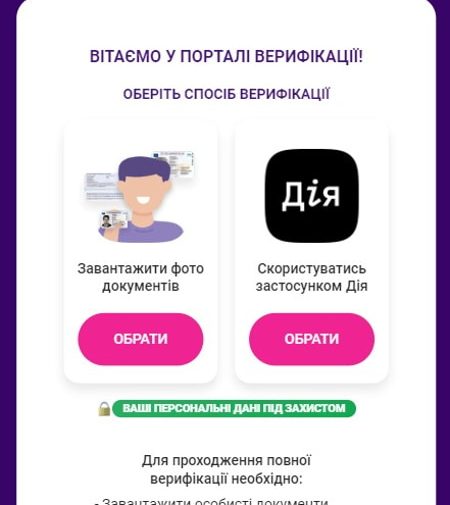 ВІТАЄМО У ПОРТАЛІ ВЕРИФІКАЦІЇ!
ОБЕРІТЬ СПОСІБ ВЕРИФІКАЦІЇ
Завантажити фото
документів
ОБРАТИ
Дія
Скористуватись
застосунком Дія
ОБРАТИ
ВАШІ ПЕРСОНАЛЬНІ ДАНІ ПІД ЗАХИСТОМ
Для проходження повної
верифікації необхідно:
- Завантажити особисті документи